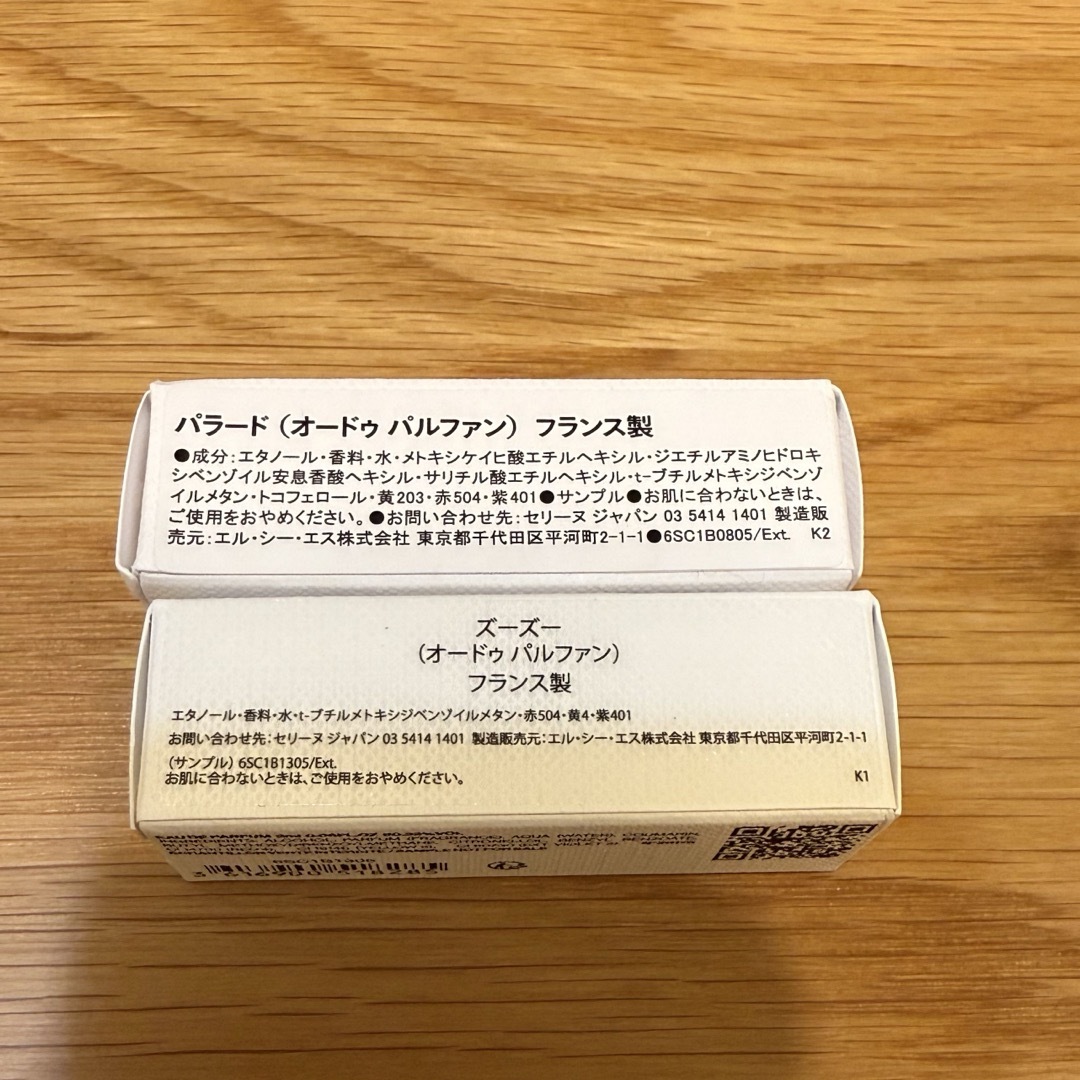 パラード（オードゥ パルファン） フランス製
●成分：エタノール・香料・水・メトキシケイヒ酸エチルヘキシル・ジエチルアミノヒドロキ
シベンゾイル安息香酸ヘキシル・サリチル酸エチルヘキシル・t-ブチルメトキシジベンゾ
イルメタン・トコフェロール・黄203・赤504・紫401●サンプル●お肌に合わないときは、
ご使用をおやめください。●お問い合わせ先：セリーヌ ジャパン 03 5414 1401 製造販
売元：エル・シー・エス株式会社 東京都千代田区平河町2-1-1●6SC1B0805/Ext. K2
ズーズー
（オードゥ パルファン）
フランス製
エタノール・香料・水・t-ブチルメトキシジベンゾイルメタン・赤504・黄4・紫401
お問い合わせ先：セリーヌ ジャパン 03 5414 1401 製造販売元：エル・シー・エス株式会社 東京都千代田区平河町2-1-1
（サンプル）6SC1B1305/Ext.
お肌に合わないときは、ご使用をおやめください。 K1
6SC1B1305